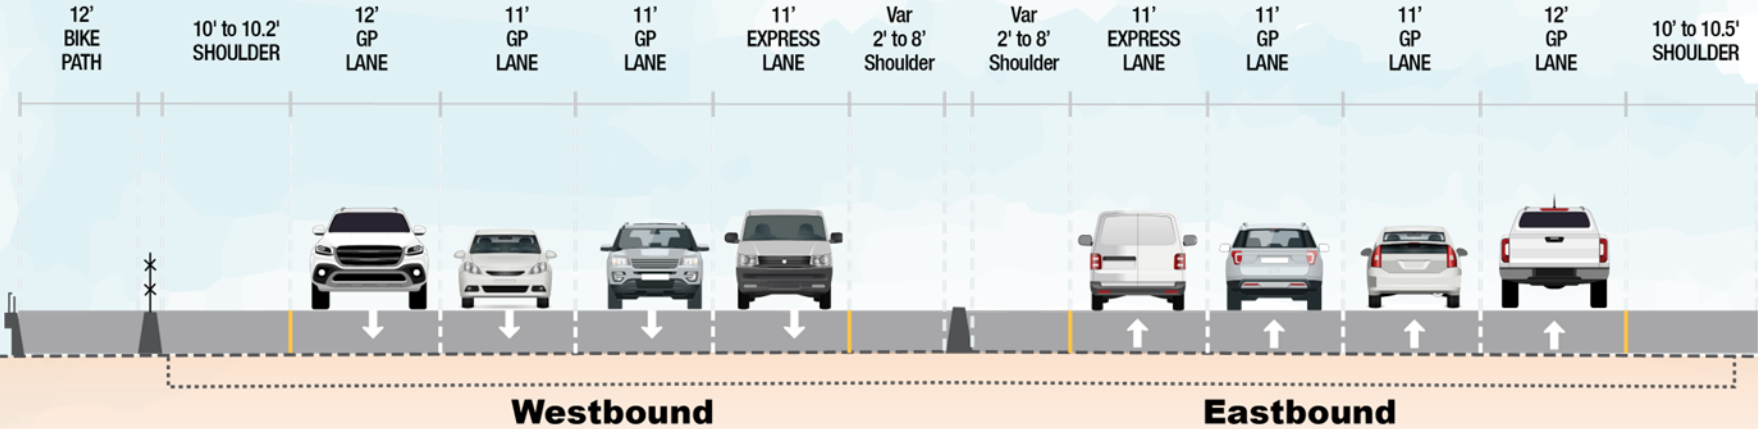 12’
BIKE
PATH
10' to 10.2'
SHOULDER
12’
GP
LANE
11’
GP
LANE
11’
GP
LANE
11’
EXPRESS
LANE
Var
2' to 8’
Shoulder
Var
2' to 8’
Shoulder
11’
EXPRESS
LANE
11’
GP
LANE
11’
GP
LANE
12’
GP
LANE
10’ to 10.5'
SHOULDER
Westbound
Eastbound